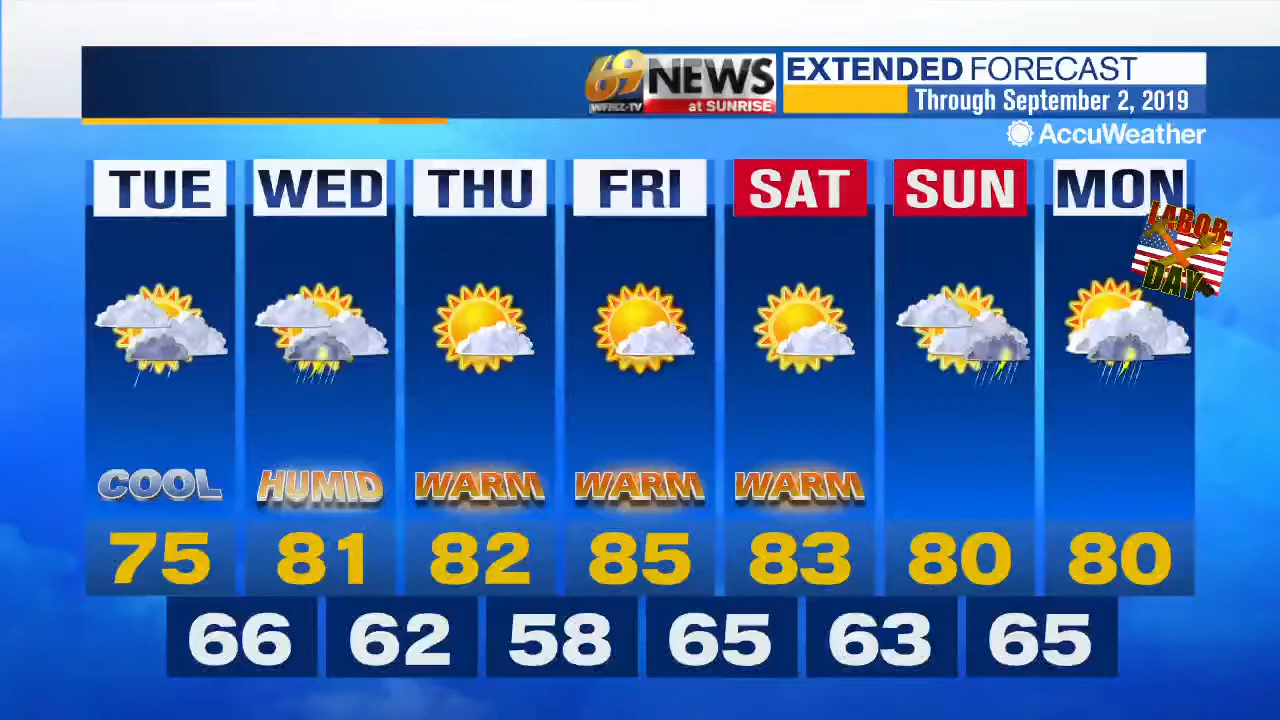 69 NEWS
WFMZ-TV at SUNRISE
EXTENDED FORECAST
Through September 2, 2019
AccuWeather
TUE WED THU FRI SAT SUN MON
LABOR
DAY
COOL HUMID WARM WARM WARM
75 81 82 85 83 80 80
66 62 58 65 63 65